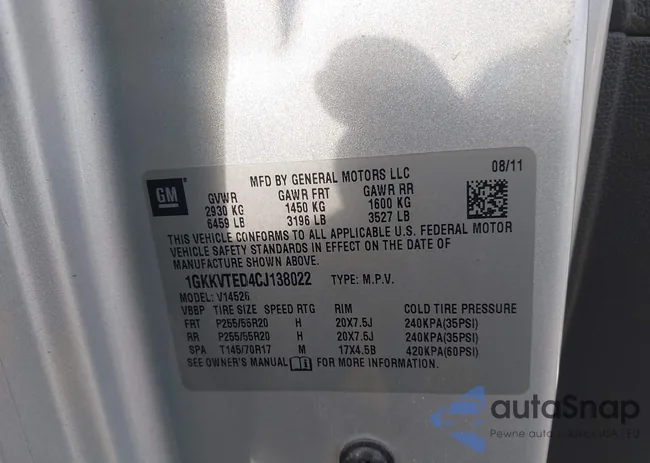 MFD BY GENERAL MOTORS LLC 08/11
GM
GVWR GAWR FRT GAWR RR
2930 KG 1450 KG 1600 KG
6459 LB 3196 LB 3527 LB
THIS VEHICLE CONFORMS TO ALL APPLICABLE U.S. FEDERAL MOTOR
VEHICLE SAFETY STANDARDS IN EFFECT ON THE DATE OF
MANUFACTURE SHOWN ABOVE.
1GKKVTED4CJ138022 TYPE: M.P.V.
MODEL: V14526
VBBP TIRE SIZE SPEED RTG RIM COLD TIRE PRESSURE
FRT P255/55R20 H 20X7.5J 240KPA(35PSI)
RR P255/55R20 H 20X7.5J 240KPA(35PSI)
SPA T145/70R17 M 17X4.5B 420KPA(60PSI)
SEE OWNER'S MANUAL FOR MORE INFORMATION.
autoSnap
Pewne auto z